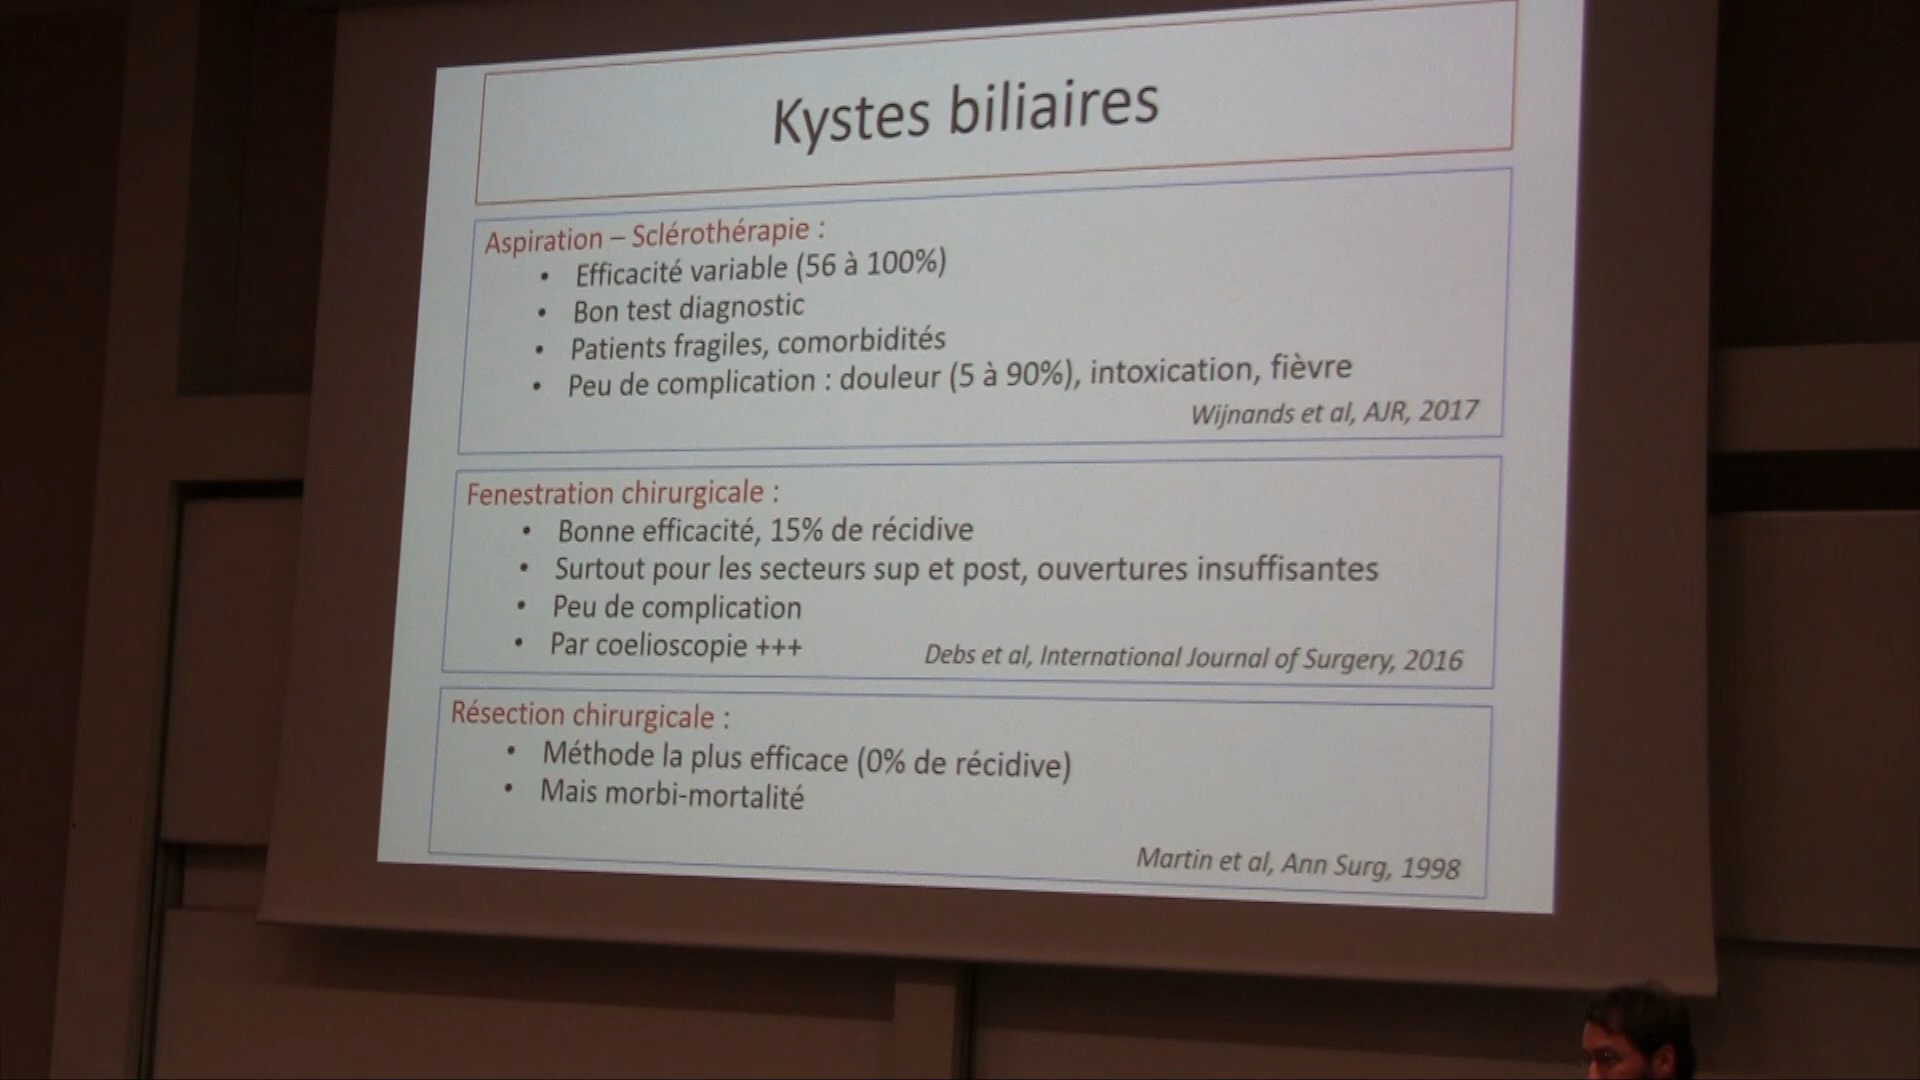 Kystes biliaires
Aspiration – Sclérothérapie :
• Efficacité variable (56 à 100%)
• Bon test diagnostic
• Patients fragiles, comorbidités
• Peu de complication : douleur (5 à 90%), intoxication, fièvre
Wijnands et al, AJR, 2017
Fenestration chirurgicale :
• Bonne efficacité, 15% de récidive
• Surtout pour les secteurs sup et post, ouvertures insuffisantes
• Peu de complication
• Par coelioscopie +++
Debs et al, International Journal of Surgery, 2016
Résection chirurgicale :
• Méthode la plus efficace (0% de récidive)
• Mais morbi-mortalité
Martin et al, Ann Surg, 1998